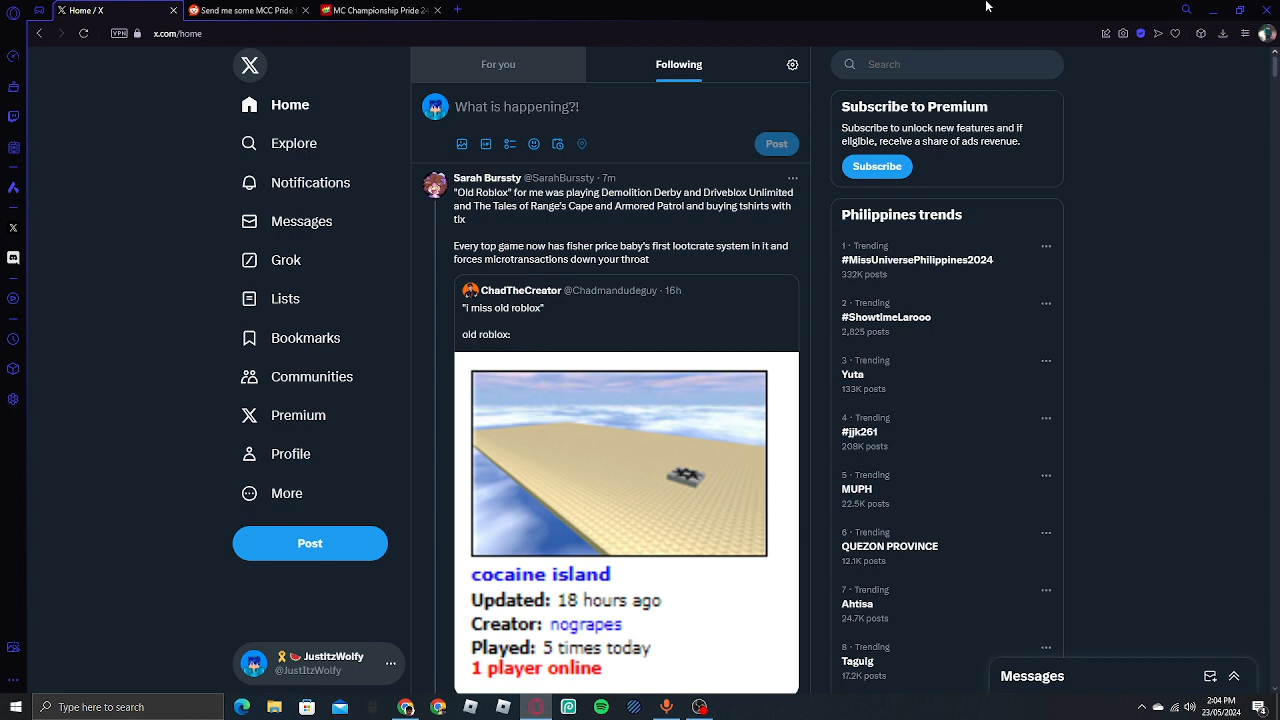 Home / X
Send me some MCC Pride
MC Championship Pride 2
VPN
x.com/home
For you
Following
Search
Home
Explore
Notifications
Messages
Grok
Lists
Bookmarks
Communities
Premium
Profile
More
Post
JustItzWolfy
@JustItzWolfy
What is happening?!
GIF
Post
Sarah Bursty @SarahBurssty · 7m
"Old Roblox" for me was playing Demolition Derby and Driveblox Unlimited
and The Tales of Range's Cape and Armored Patrol and buying tshirts with
tix
Every top game now has fisher price baby's first lootcrate system in it and
forces microtransactions down your throat
ChadTheCreator @Chadmandudeguy · 16h
"i miss old roblox"
old roblox:
cocaine island
Updated: 18 hours ago
Creator: nograpes
Played: 5 times today
1 player online
Subscribe to Premium
Subscribe to unlock new features and if
eligible, receive a share of ads revenue.
Subscribe
Philippines trends
1 · Trending
#MissUniversePhilippines2024
332K posts
2 · Trending
#ShowtimeLarooo
2,825 posts
3 · Trending
Yuta
133K posts
4 · Trending
#jjk261
208K posts
5 · Trending
MUPH
22.5K posts
6 · Trending
QUEZON PROVINCE
12.1K posts
7 · Trending
Ahtisa
24.7K posts
8 · Trending
Taguig
17.2K posts
Messages
Type here to search
2:04 PM
23/05/2024